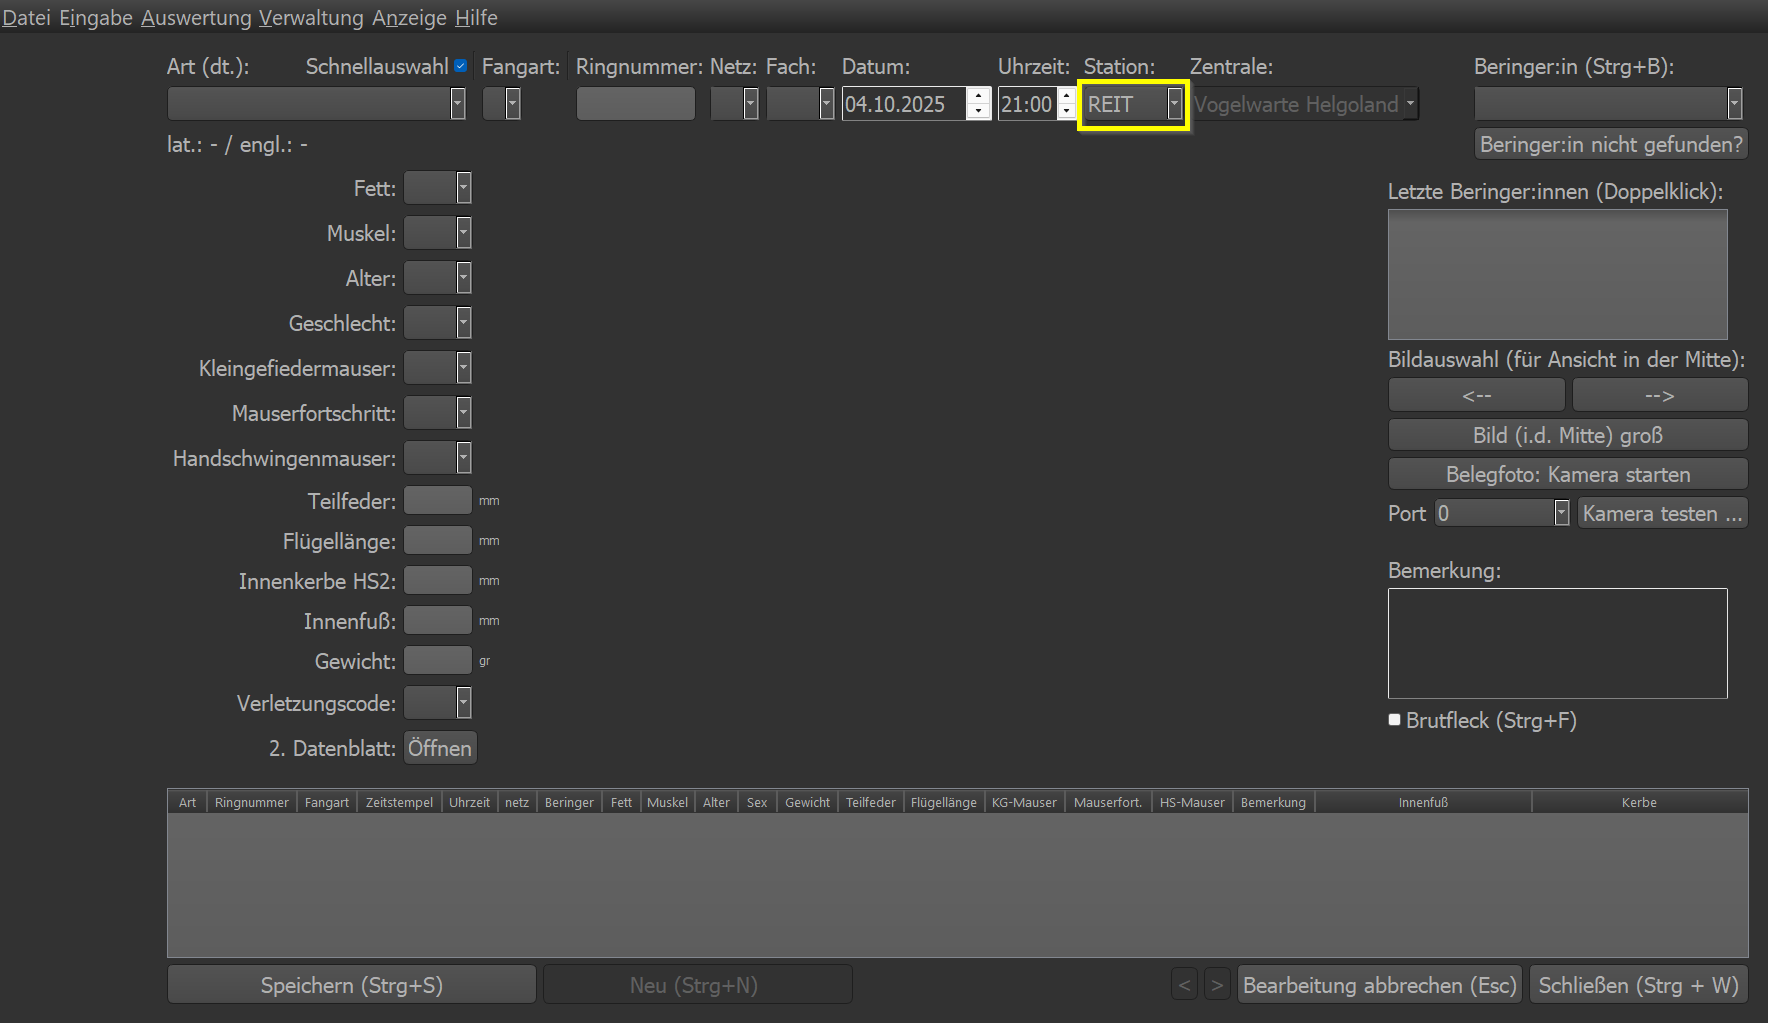 Datei Eingabe Auswertung Verwaltung Anzeige Hilfe
Art (dt.): Schnellauswahl Fangart: Ringnummer: Netz: Fach: Datum: Uhrzeit: Station: Zentrale: Beringer:in (Strg+B):
04.10.2025 21:00 REIT Vogelwarte Helgoland
lat.: - / engl.: -
Beringer:in nicht gefunden?
Fett:
Muskel:
Alter:
Geschlecht:
Kleingefiedermauser:
Mauserfortschritt:
Handschwingenmauser:
Teilfeder: mm
Flügellänge: mm
Innenkerbe HS2: mm
Innenfuß: mm
Gewicht: gr
Verletzungscode:
2. Datenblatt: Öffnen
Letzte Beringer:innen (Doppelklick):
Bildauswahl (für Ansicht in der Mitte):
<-- -->
Bild (i.d. Mitte) groß
Belegfoto: Kamera starten
Port 0 Kamera testen ...
Bemerkung:
Brutfleck (Strg+F)
Art Ringnummer Fangart Zeitstempel Uhrzeit netz Beringer Fett Muskel Alter Sex Gewicht Teilfeder Flügellänge KG-Mauser Mauserfort. HS-Mauser Bemerkung Innenfuß Kerbe
Speichern (Strg+S) Neu (Strg+N) < > Bearbeitung abbrechen (Esc) Schließen (Strg + W)